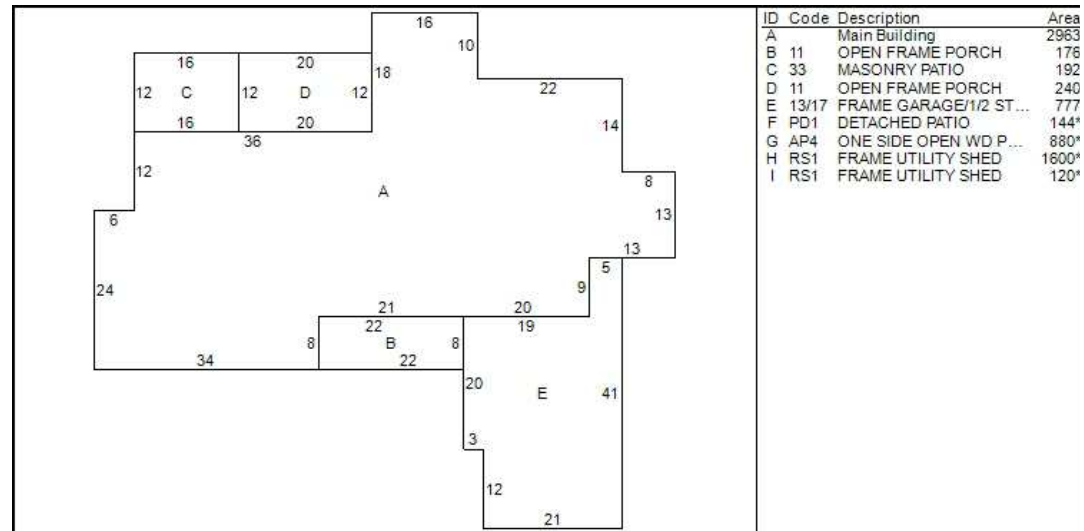 16
10
16
20
18
22
12
C
12
D
12
16
20
36
14
12
8
A
13
6
13
5
24
9
21
20
22
19
8
B
8
34
22
20
E
41
3
12
21
ID Code Description Area
A Main Building 2963
B 11 OPEN FRAME PORCH 176
C 33 MASONRY PATIO 192
D 11 OPEN FRAME PORCH 240
E 13/17 FRAME GARAGE/1/2 ST... 777
F PD1 DETACHED PATIO 144*
G AP4 ONE SIDE OPEN WD P... 880*
H RS1 FRAME UTILITY SHED 1600*
I RS1 FRAME UTILITY SHED 120*